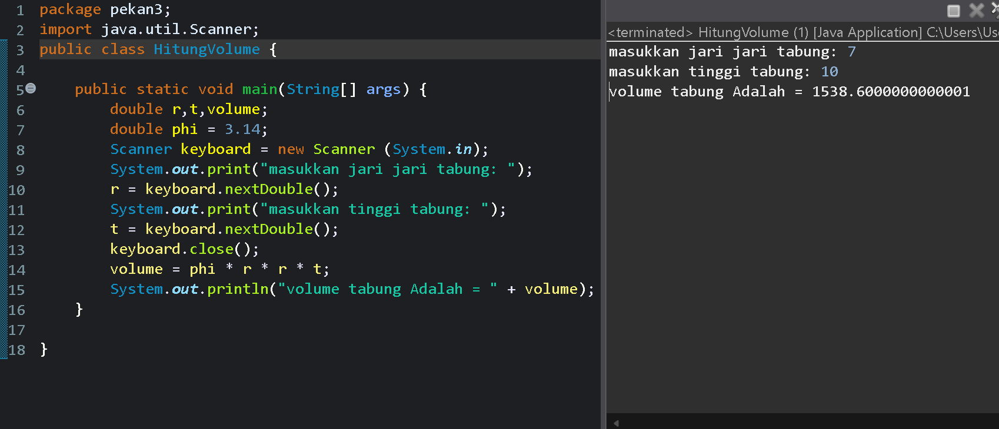 1 package pekan3;
2 import java.util.Scanner;
3 public class HitungVolume {
4
5 public static void main(String[] args) {
6 double r,t,volume;
7 double phi = 3.14;
8 Scanner keyboard = new Scanner (System.in);
9 System.out.print("masukkan jari jari tabung: ");
10 r = keyboard.nextDouble();
11 System.out.print("masukkan tinggi tabung: ");
12 t = keyboard.nextDouble();
13 keyboard.close();
14 volume = phi * r * r * t;
15 System.out.println("volume tabung Adalah = " + volume);
16 }
17
18 }
<terminated> HitungVolume (1) [Java Application] C:\Users\Us
masukkan jari jari tabung: 7
masukkan tinggi tabung: 10
volume tabung Adalah = 1538.6000000000001